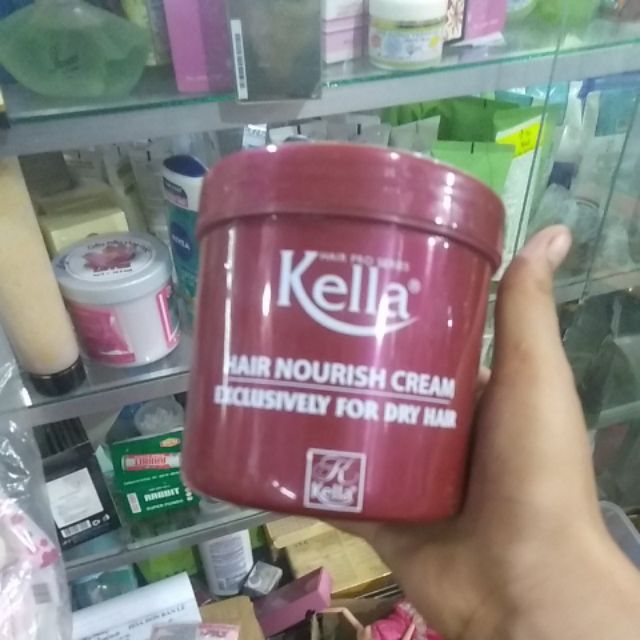 HAIR PRO SERIES
Kella®
HAIR NOURISH CREAM
EXCLUSIVELY FOR DRY HAIR
K
Kella
NIVEA
RABBIT